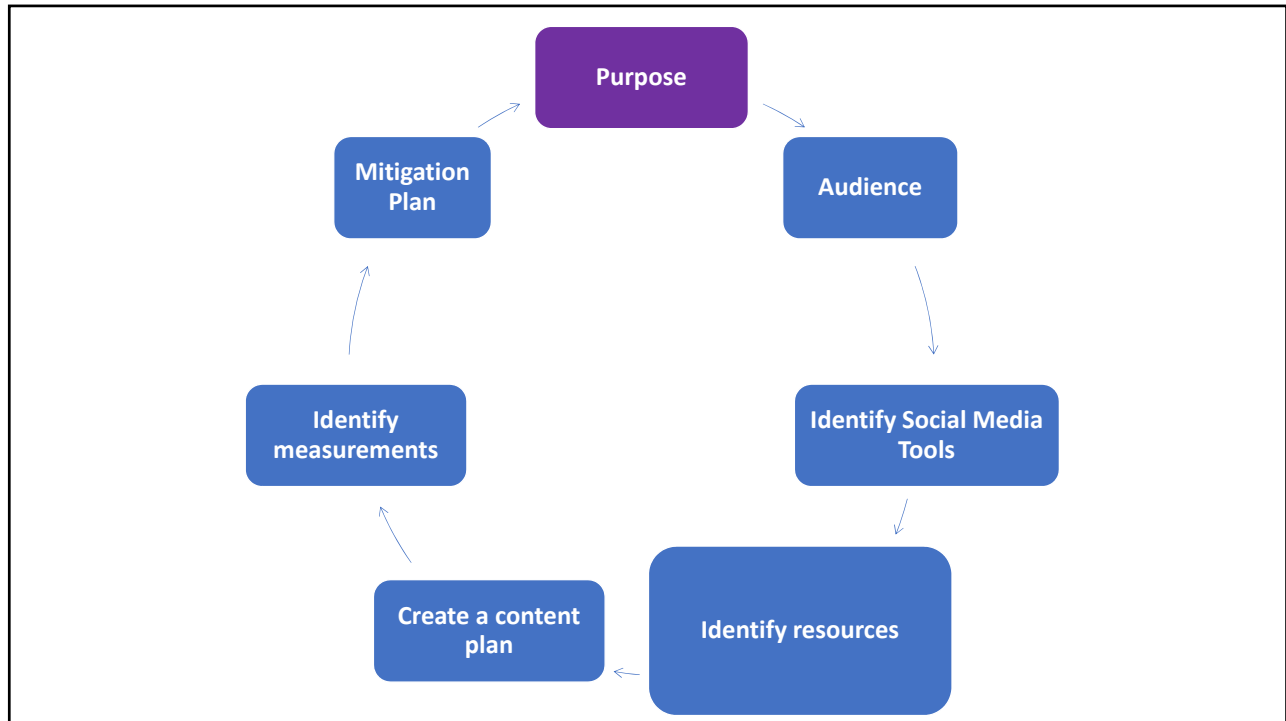 Purpose
Audience
Identify Social Media
Tools
Identify resources
Create a content
plan
Identify
measurements
Mitigation
Plan